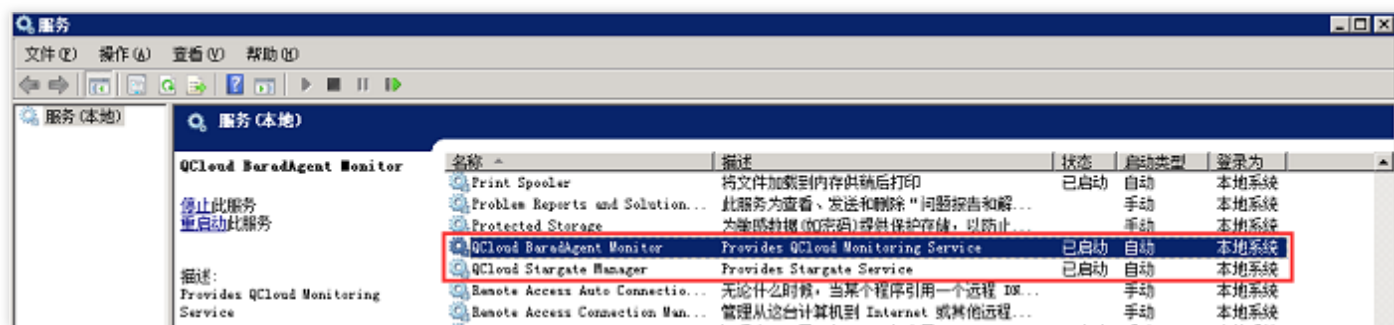 服务
文件(F) 操作(A) 查看(V) 帮助(H)
服务(本地)
服务(本地)
QCloud BaradAgent Monitor
停止此服务
重启动此服务
描述:
Provides QCloud Monitoring
Service
名称 描述 状态 启动类型 登录为
Print Spooler 将文件加载到内存供稍后打印 已启动 自动 本地系统
Problem Reports and Solution... 此服务为查看、发送和删除“问题报告和解... 手动 本地系统
Protected Storage 为敏感数据(如密码)提供保护存储，以防止... 手动 本地系统
QCloud BaradAgent Monitor Provides QCloud Monitoring Service 已启动 自动 本地系统
QCloud Stargate Manager Provides Stargate Service 已启动 自动 本地系统
Remote Access Auto Connectio... 无论什么时候，当某个程序引用一个远程 DN... 手动 本地系统
Remote Access Connection Man... 管理从这台计算机到 Internet 或其他远程... 手动 本地系统